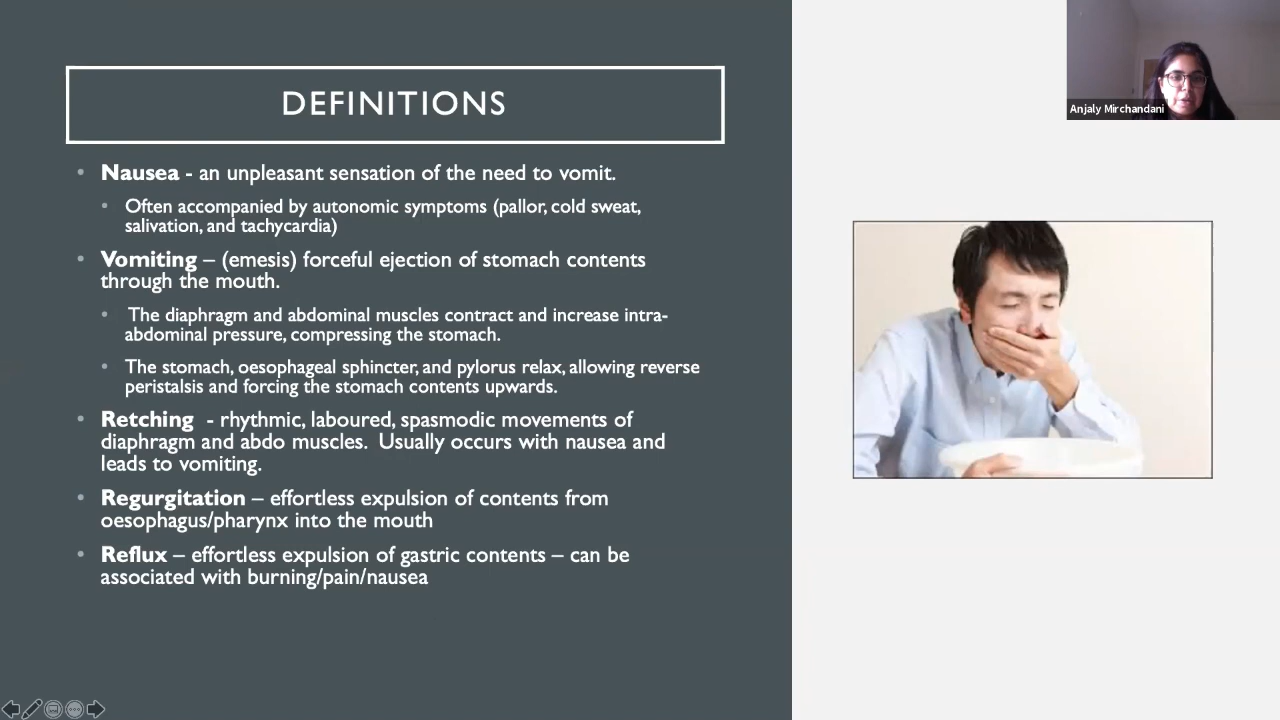 DEFINITIONS
Anjaly Mirchandani
• Nausea - an unpleasant sensation of the need to vomit.
• Often accompanied by autonomic symptoms (pallor, cold sweat,
salivation, and tachycardia)
• Vomiting – (emesis) forceful ejection of stomach contents
through the mouth.
• The diaphragm and abdominal muscles contract and increase intra-
abdominal pressure, compressing the stomach.
• The stomach, oesophageal sphincter, and pylorus relax, allowing reverse
peristalsis and forcing the stomach contents upwards.
• Retching - rhythmic, laboured, spasmodic movements of
diaphragm and abdo muscles. Usually occurs with nausea and
leads to vomiting.
• Regurgitation – effortless expulsion of contents from
oesophagus/pharynx into the mouth
• Reflux – effortless expulsion of gastric contents – can be
associated with burning/pain/nausea